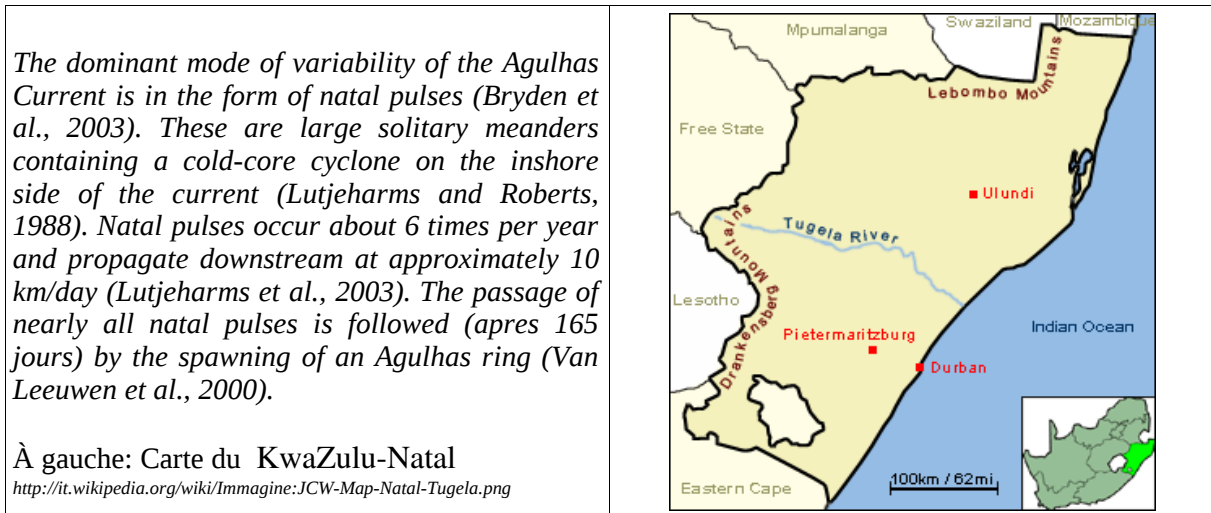 The dominant mode of variability of the Agulhas
Current is in the form of natal pulses (Bryden et
al., 2003). These are large solitary meanders
containing a cold-core cyclone on the inshore
side of the current (Lutjeharms and Roberts,
1988). Natal pulses occur about 6 times per year
and propagate downstream at approximately 10
km/day (Lutjeharms et al., 2003). The passage of
nearly all natal pulses is followed (apres 165
jours) by the spawning of an Agulhas ring (Van
Leeuwen et al., 2000).
À gauche: Carte du KwaZulu-Natal
http://it.wikipedia.org/wiki/Immagine:JCW-Map-Natal-Tugela.png
Mpumalanga
Swaziland
Mozambique
Lebombo Mountains
Free State
Ulundi
Tugela River
Drankensberg Mountains
Lesotho
Indian Ocean
Pietermaritzburg
Durban
Eastern Cape
100km / 62mi